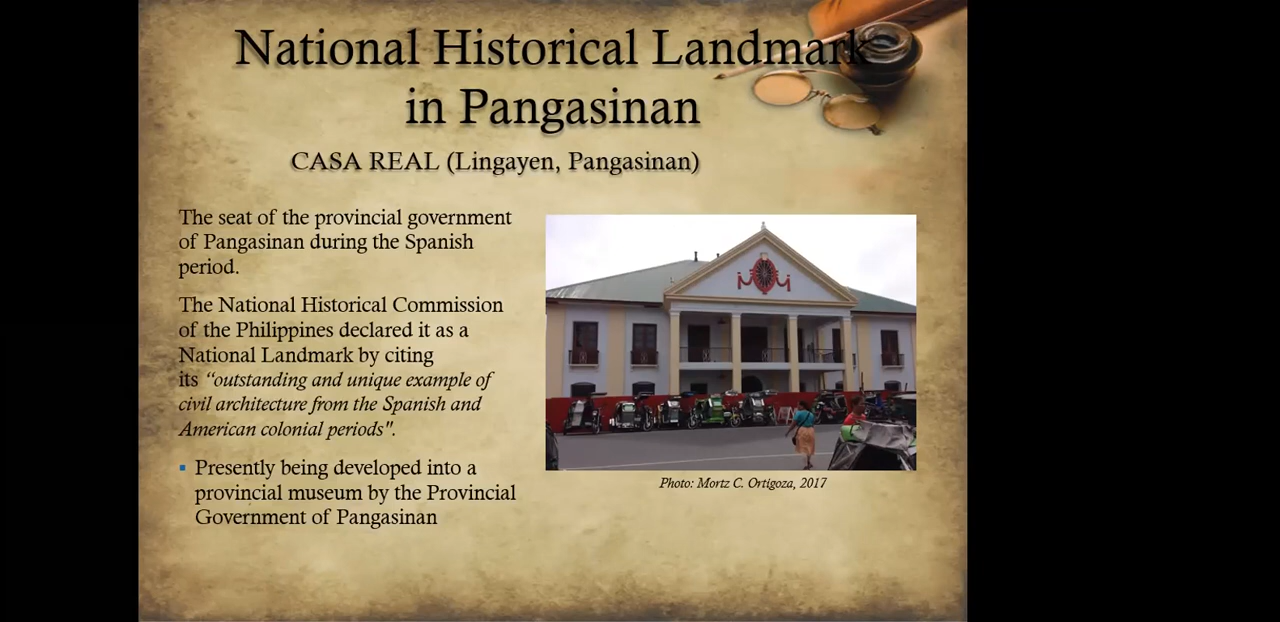 National Historical Landmark
in Pangasinan
CASA REAL (Lingayen, Pangasinan)
The seat of the provincial government
of Pangasinan during the Spanish
period.
The National Historical Commission
of the Philippines declared it as a
National Landmark by citing
its “outstanding and unique example of
civil architecture from the Spanish and
American colonial periods".
▪ Presently being developed into a
provincial museum by the Provincial
Government of Pangasinan
Photo: Mortz C. Ortigoza, 2017